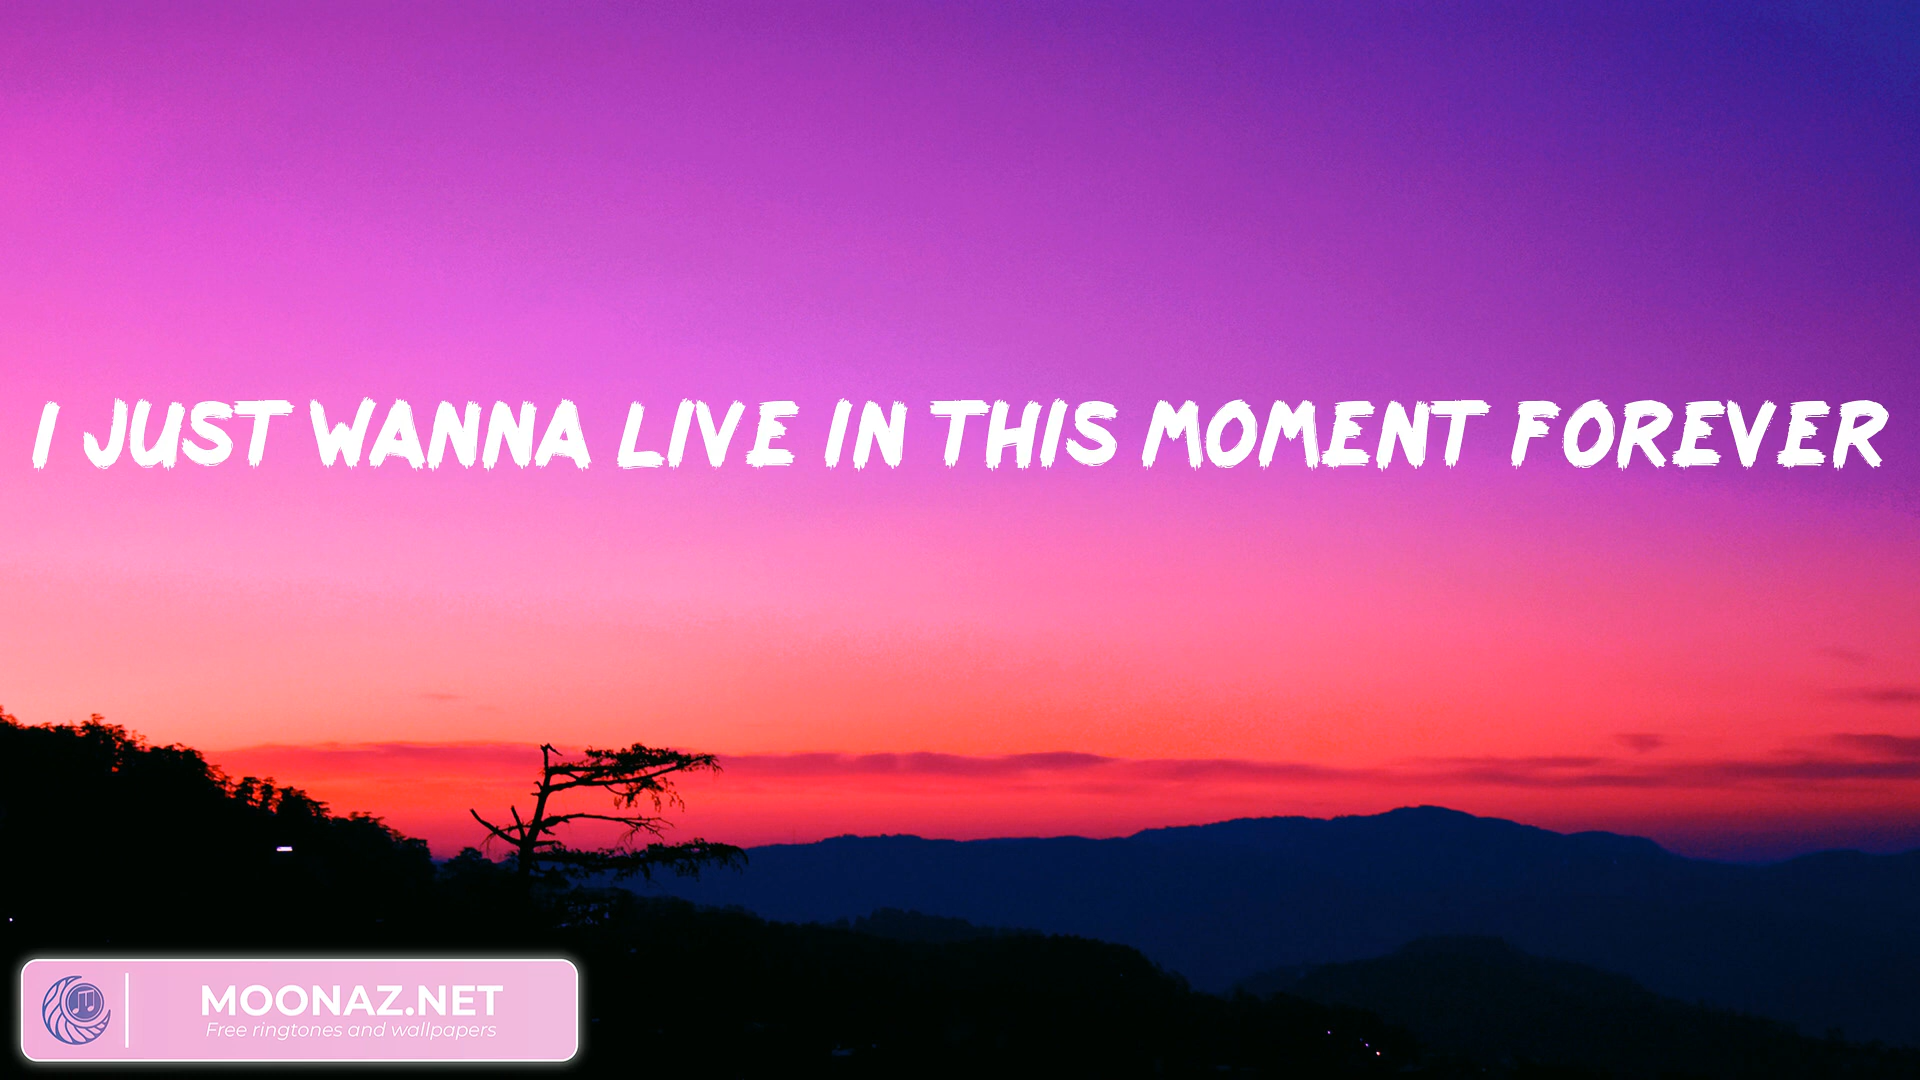 I JUST WANNA LIVE IN THIS MOMENT FOREVER
MOONAZ.NET
Free ringtones and wallpapers